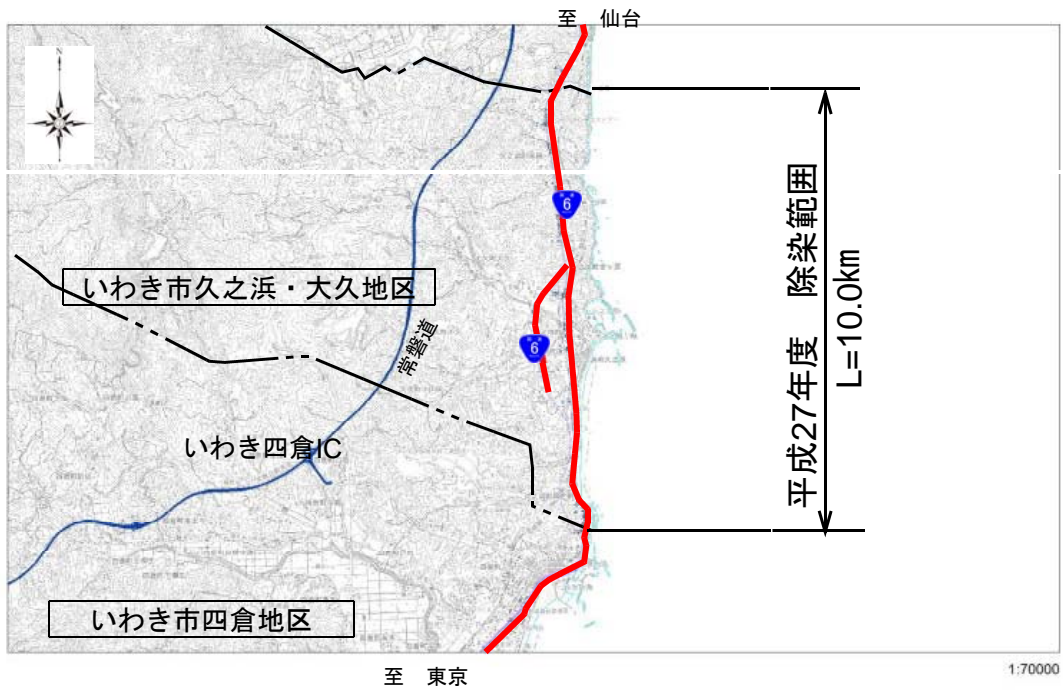 至 仙台
N
6
平成27年度 除染範囲
L=10.0km
いわき市久之浜・大久地区
常磐道
6
いわき四倉IC
いわき市四倉地区
至 東京
1:70000